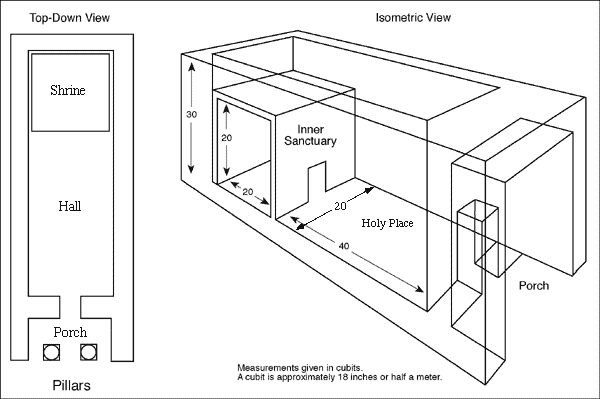 Top-Down View
Shrine
Hall
Porch
Pillars
Isometric View
30
20
20
Inner
Sanctuary
20
Holy Place
40
Porch
Measurements given in cubits.
A cubit is approximately 18 inches or half a meter.